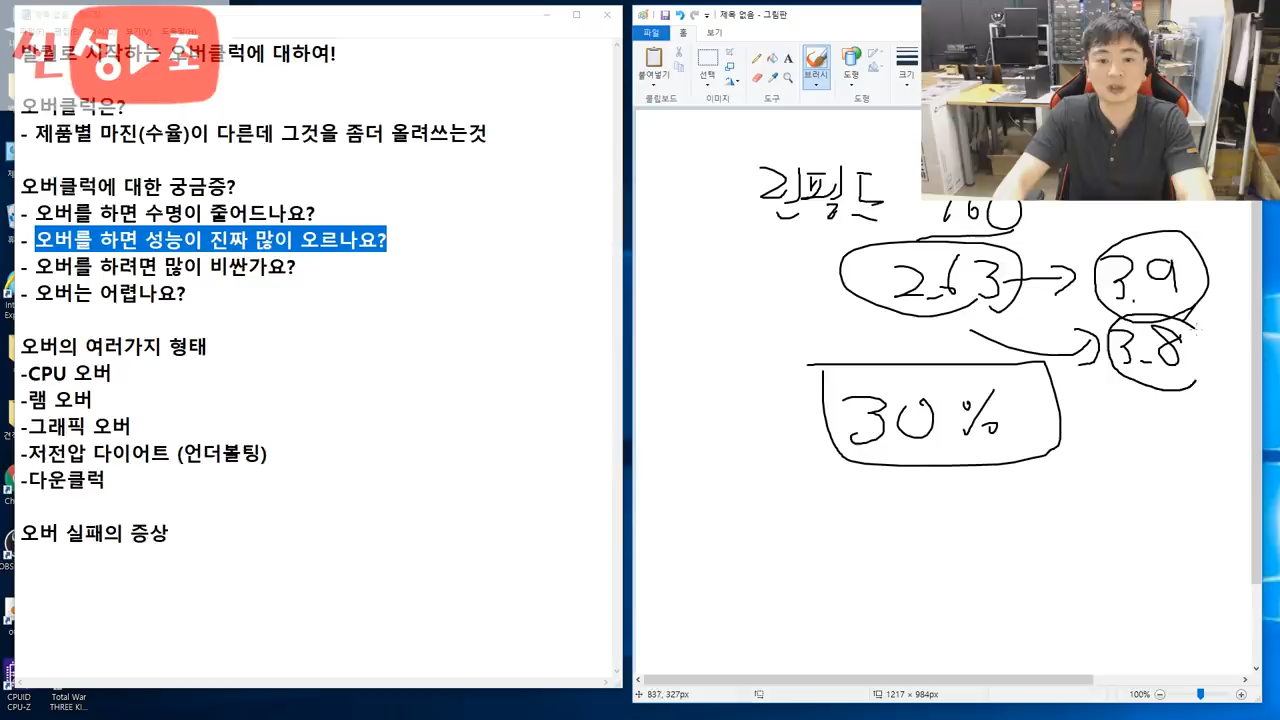 발퀄로 시작하는 오버클럭에 대하여!
신성조
오버클럭은?
- 제품별 마진(수율)이 다른데 그것을 좀더 올려쓰는것
오버클럭에 대한 궁금증?
- 오버를 하면 수명이 줄어드나요?
- 오버를 하면 성능이 진짜 많이 오르나요?
- 오버를 하려면 많이 비싼가요?
- 오버는 어렵나요?
오버의 여러가지 형태
-CPU 오버
-램 오버
-그래픽 오버
-저전압 다이어트 (언더볼팅)
-다운클럭
오버 실패의 증상
CPUID
CPU-Z
Total War
THREE KI...
제목 없음 - 그림판
파일
홈
보기
붙여넣기
선택
브러시
도형
크기
클립보드
이미지
도구
도형
린필드
760
2.63
3.9
3.8
30 %
837, 327px
1217 × 984px
100%